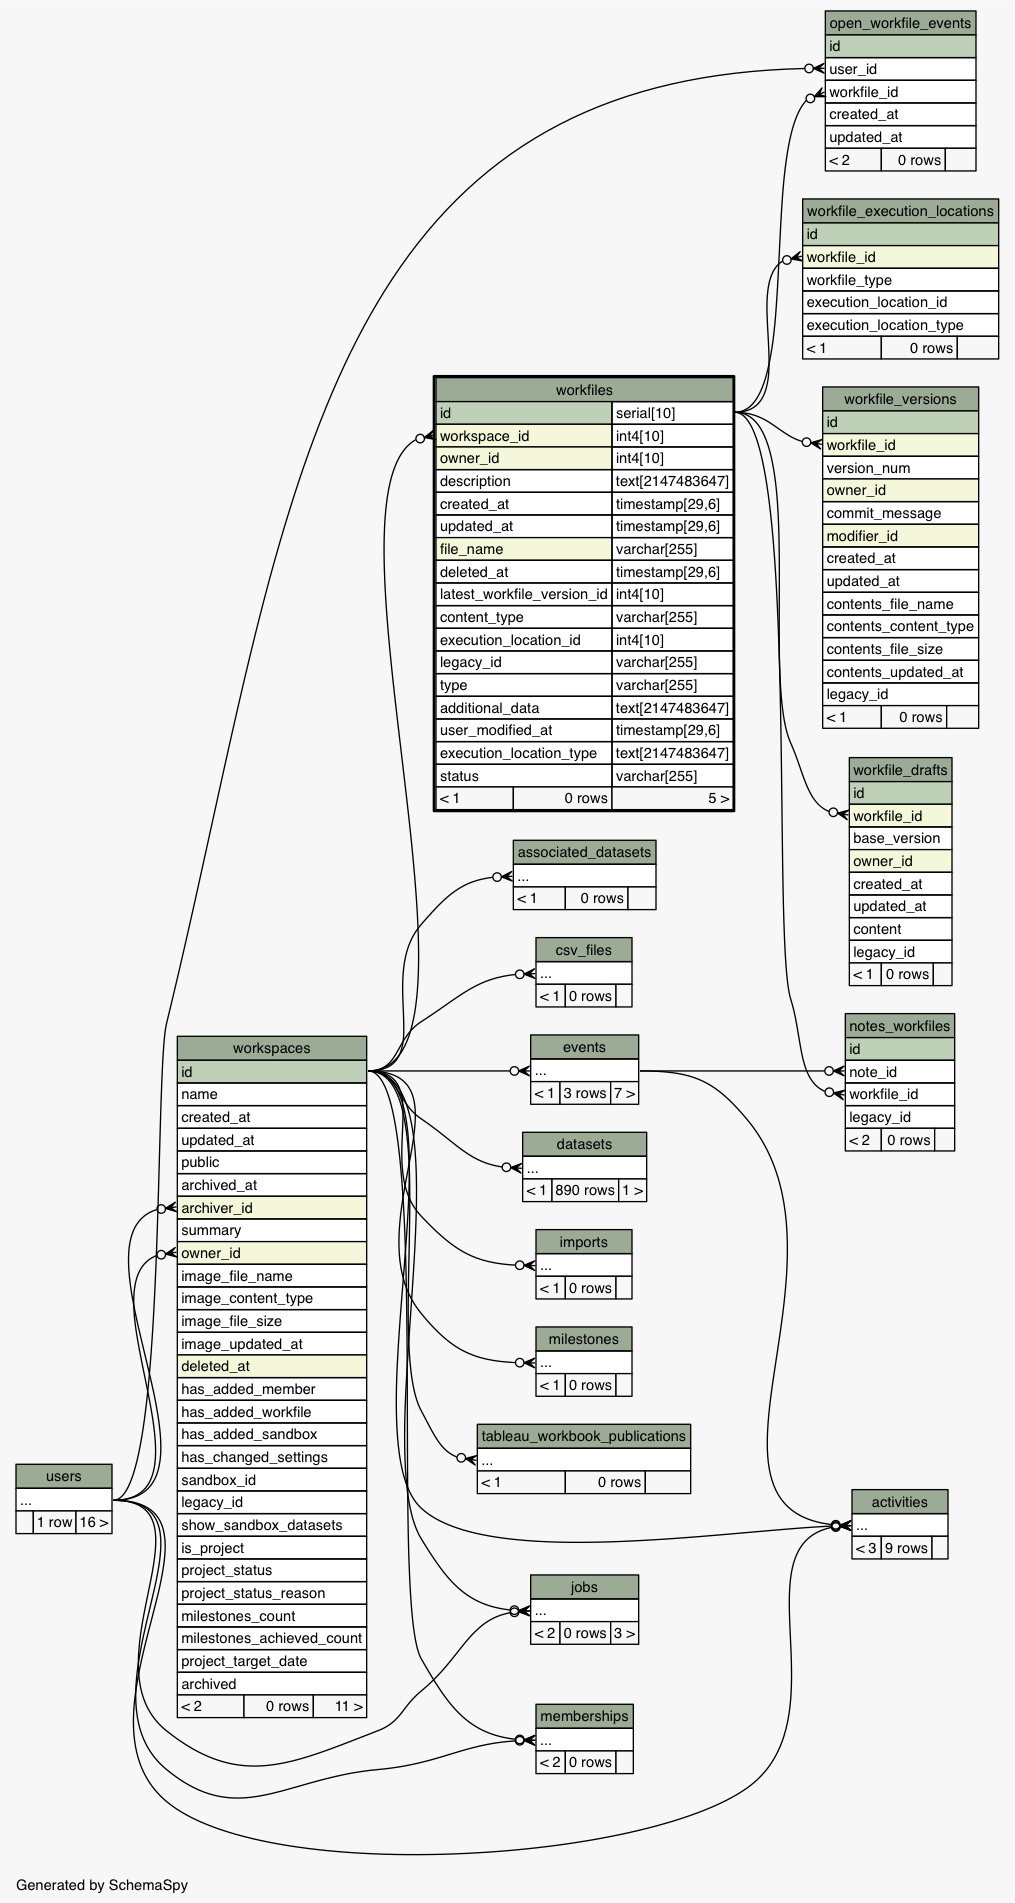 open_workfile_events
id
user_id
workfile_id
created_at
updated_at
< 2 0 rows
workfile_execution_locations
id
workfile_id
workfile_type
execution_location_id
execution_location_type
< 1 0 rows
workfiles
id serial[10]
workspace_id int4[10]
owner_id int4[10]
description text[2147483647]
created_at timestamp[29,6]
updated_at timestamp[29,6]
file_name varchar[255]
deleted_at timestamp[29,6]
latest_workfile_version_id int4[10]
content_type varchar[255]
execution_location_id int4[10]
legacy_id varchar[255]
type varchar[255]
additional_data text[2147483647]
user_modified_at timestamp[29,6]
execution_location_type text[2147483647]
status varchar[255]
< 1 0 rows 5 >
workfile_versions
id
workfile_id
version_num
owner_id
commit_message
modifier_id
created_at
updated_at
contents_file_name
contents_content_type
contents_file_size
contents_updated_at
legacy_id
< 1 0 rows
workfile_drafts
id
workfile_id
base_version
owner_id
created_at
updated_at
content
legacy_id
< 1 0 rows
associated_datasets
...
< 1 0 rows
csv_files
...
< 1 0 rows
notes_workfiles
id
note_id
workfile_id
legacy_id
< 2 0 rows
events
...
< 1 3 rows 7 >
workspaces
id
name
created_at
updated_at
public
archived_at
archiver_id
summary
owner_id
image_file_name
image_content_type
image_file_size
image_updated_at
deleted_at
has_added_member
has_added_workfile
has_added_sandbox
has_changed_settings
sandbox_id
legacy_id
show_sandbox_datasets
is_project
project_status
project_status_reason
milestones_count
milestones_achieved_count
project_target_date
archived
< 2 0 rows 11 >
datasets
...
< 1 890 rows 1 >
imports
...
< 1 0 rows
milestones
...
< 1 0 rows
tableau_workbook_publications
...
< 1 0 rows
users
...
1 row 16 >
activities
...
< 3 9 rows
jobs
...
< 2 0 rows 3 >
memberships
...
< 2 0 rows
Generated by SchemaSpy